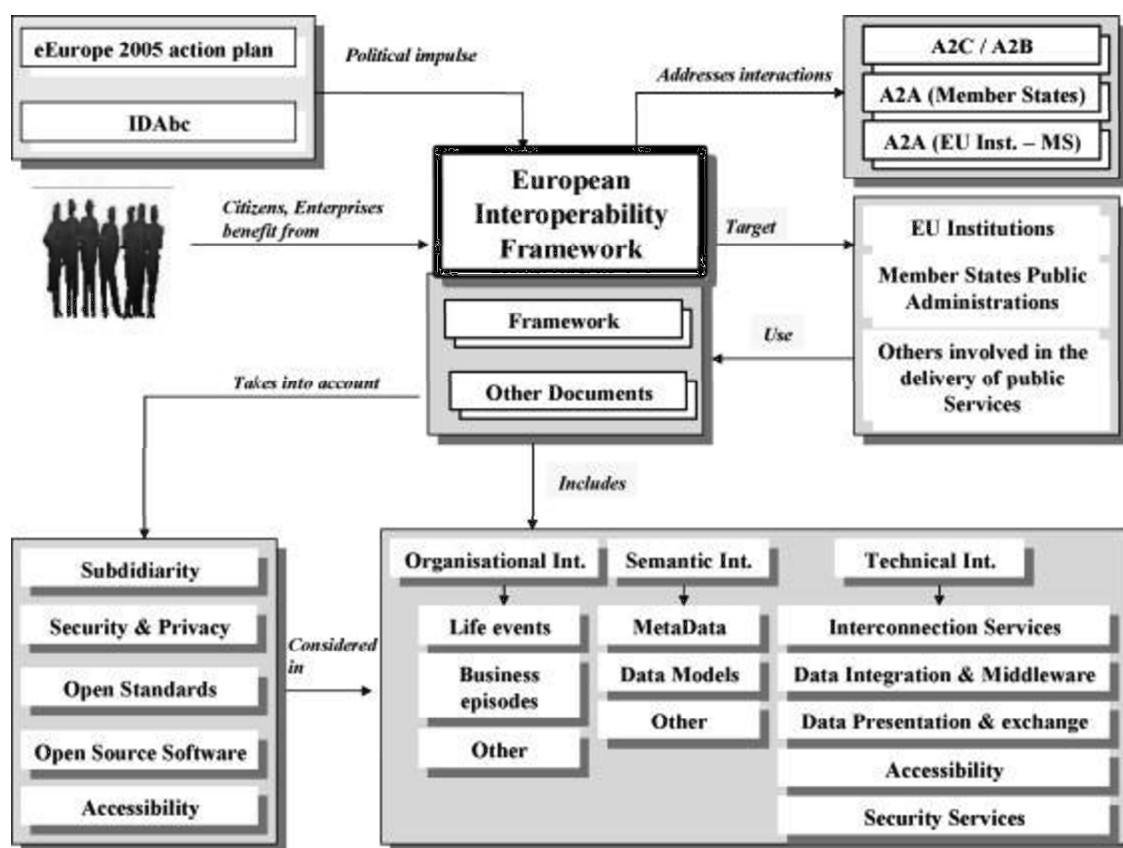 eEurope 2005 action plan
IDAbc
Political impulse
Addresses interactions
A2C / A2B
A2A (Member States)
A2A (EU Inst. – MS)
Citizens, Enterprises
benefit from
European
Interoperability
Framework
Target
EU Institutions
Member States Public
Administrations
Others involved in the
delivery of public
Services
Use
Framework
Other Documents
Takes into account
Includes
Subdidiarity
Security & Privacy
Open Standards
Open Source Software
Accessibility
Considered
in
Organisational Int.
Life events
Business
episodes
Other
Semantic Int.
MetaData
Data Models
Other
Technical Int.
Interconnection Services
Data Integration & Middleware
Data Presentation & exchange
Accessibility
Security Services